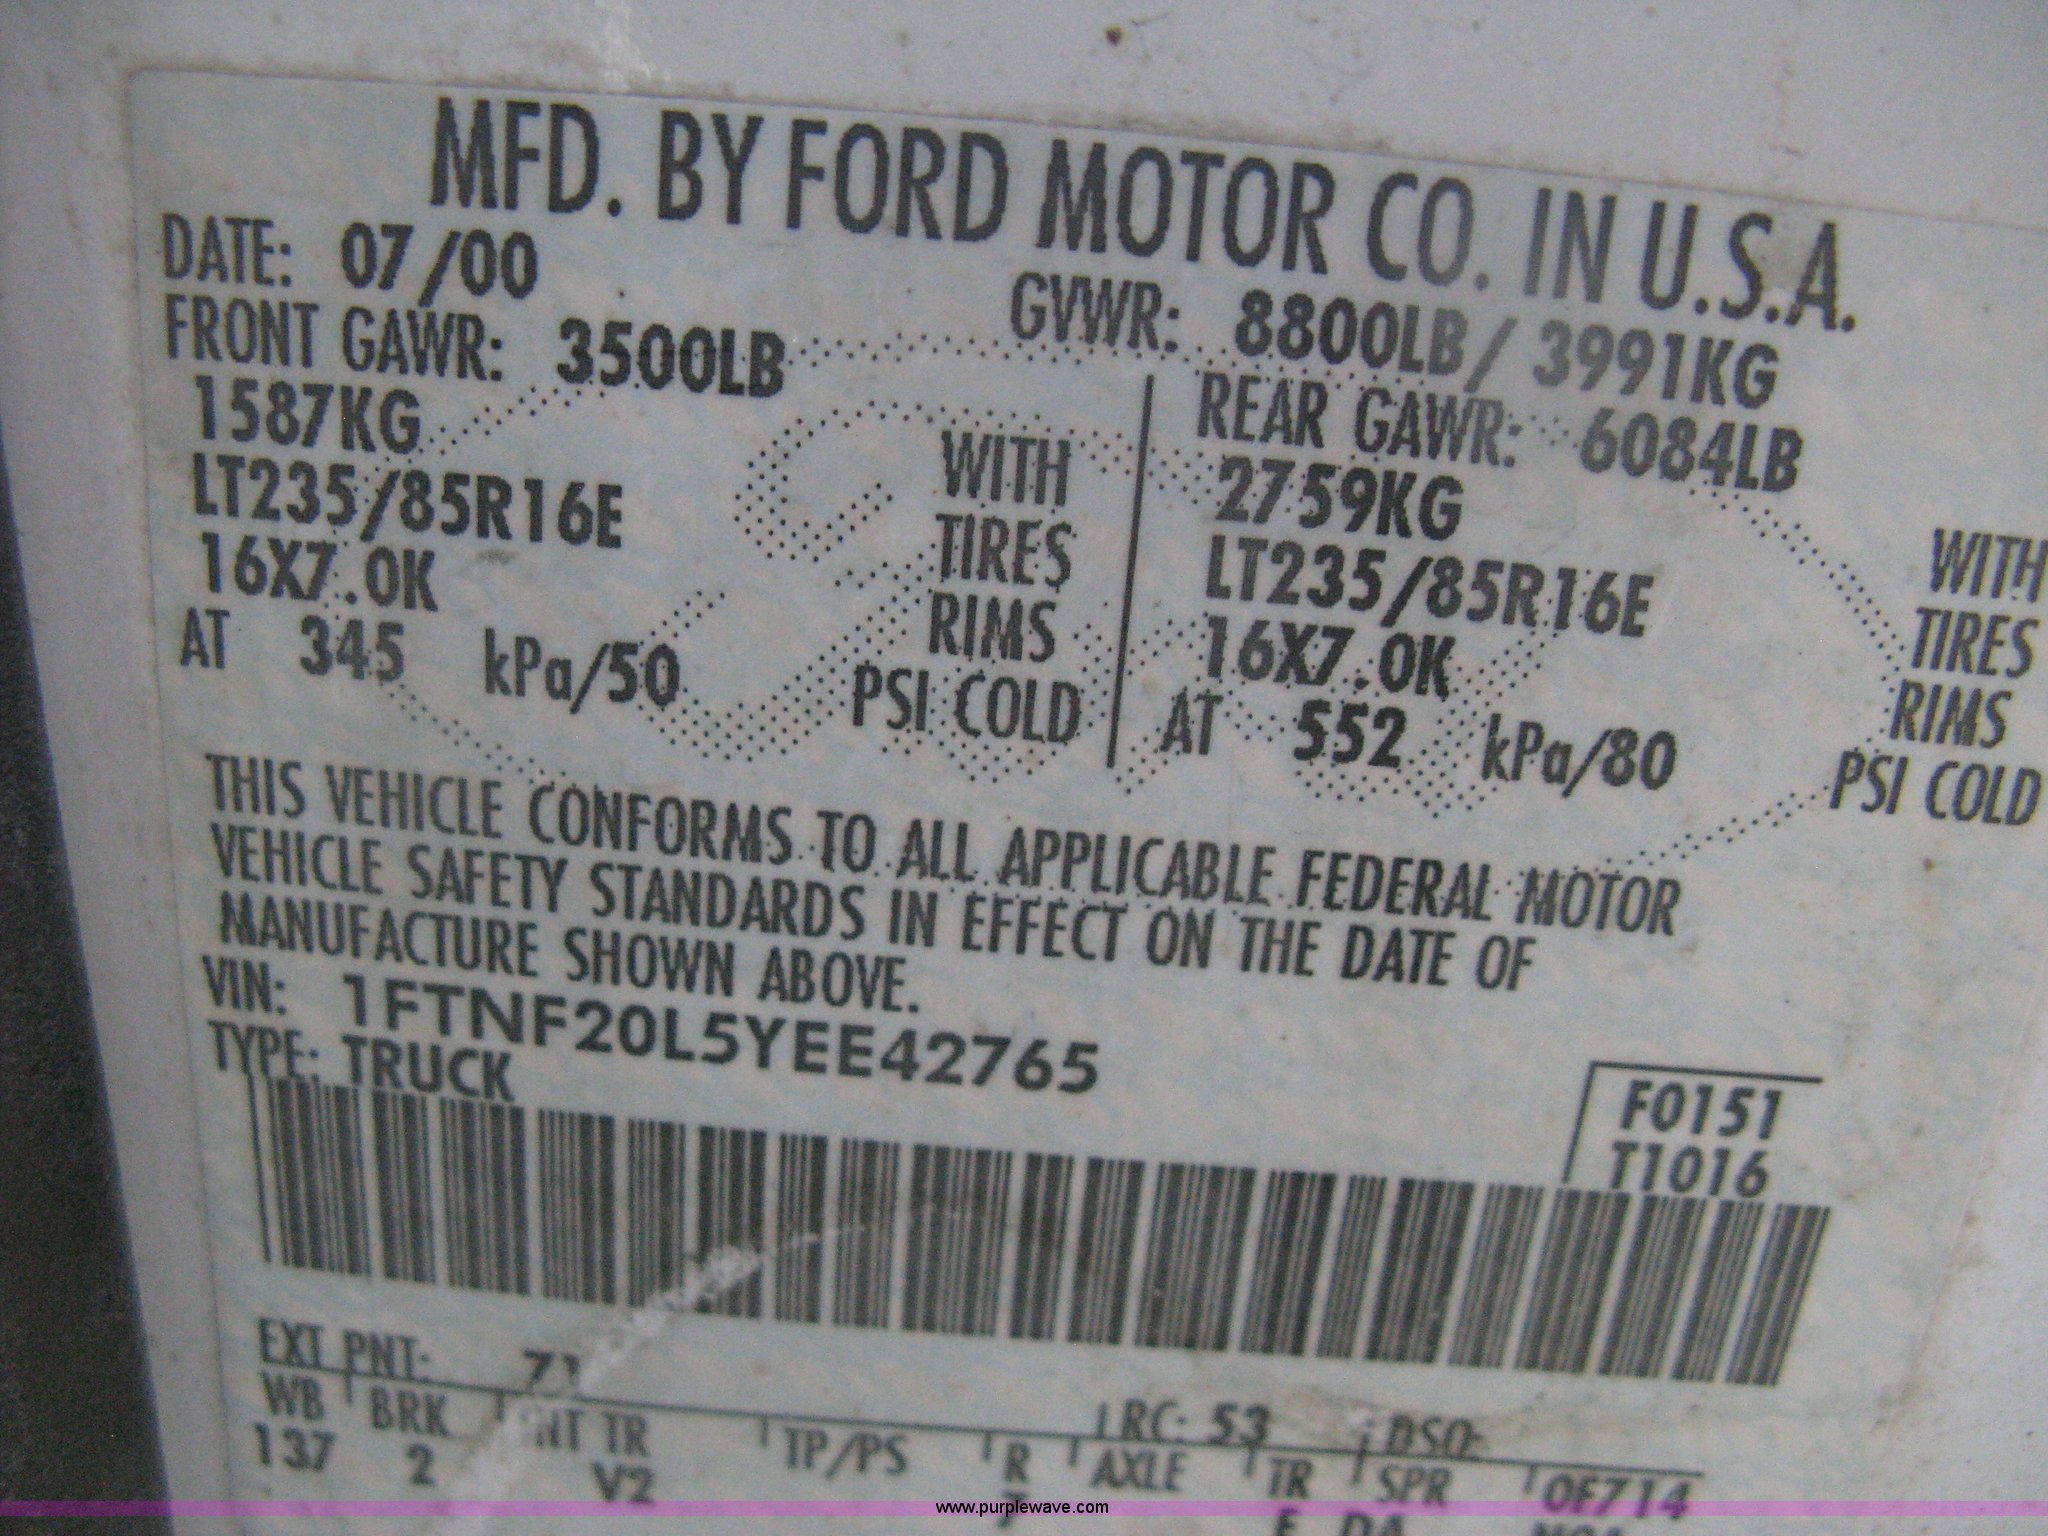 MFD. BY FORD MOTOR CO. IN U.S.A.
DATE: 07/00 GVWR: 8800LB/ 3991KG
FRONT GAWR: 3500LB REAR GAWR: 6084LB
1587KG WITH 2759KG WITH
LT235/85R16E TIRES LT235/85R16E TIRES
16X7.0K RIMS 16X7.0K RIMS
AT 345 kPa/50 PSI COLD AT 552 kPa/80 PSI COLD
THIS VEHICLE CONFORMS TO ALL APPLICABLE FEDERAL MOTOR
VEHICLE SAFETY STANDARDS IN EFFECT ON THE DATE OF
MANUFACTURE SHOWN ABOVE.
VIN: 1FTNF20L5YEE42765
TYPE: TRUCK
F0151
T1016
EXT PNT: Z1 RC: 53 DSO:
WB BRK INT TR TP/PS R AXLE TR SPR 0F714
137 2 V2
www.purplewave.com